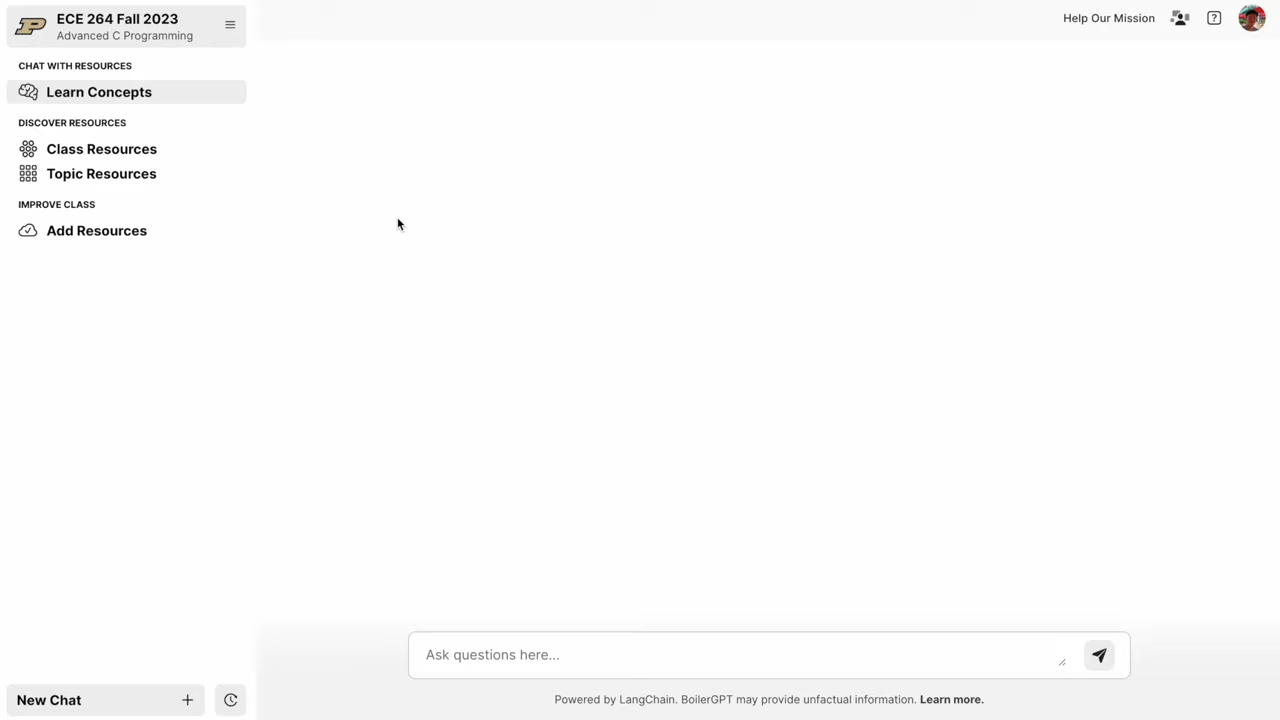 ECE 264 Fall 2023
Advanced C Programming
Help Our Mission
CHAT WITH RESOURCES
Learn Concepts
DISCOVER RESOURCES
Class Resources
Topic Resources
IMPROVE CLASS
Add Resources
Ask questions here...
New Chat
Powered by LangChain. BoilerGPT may provide unfactual information. Learn more.